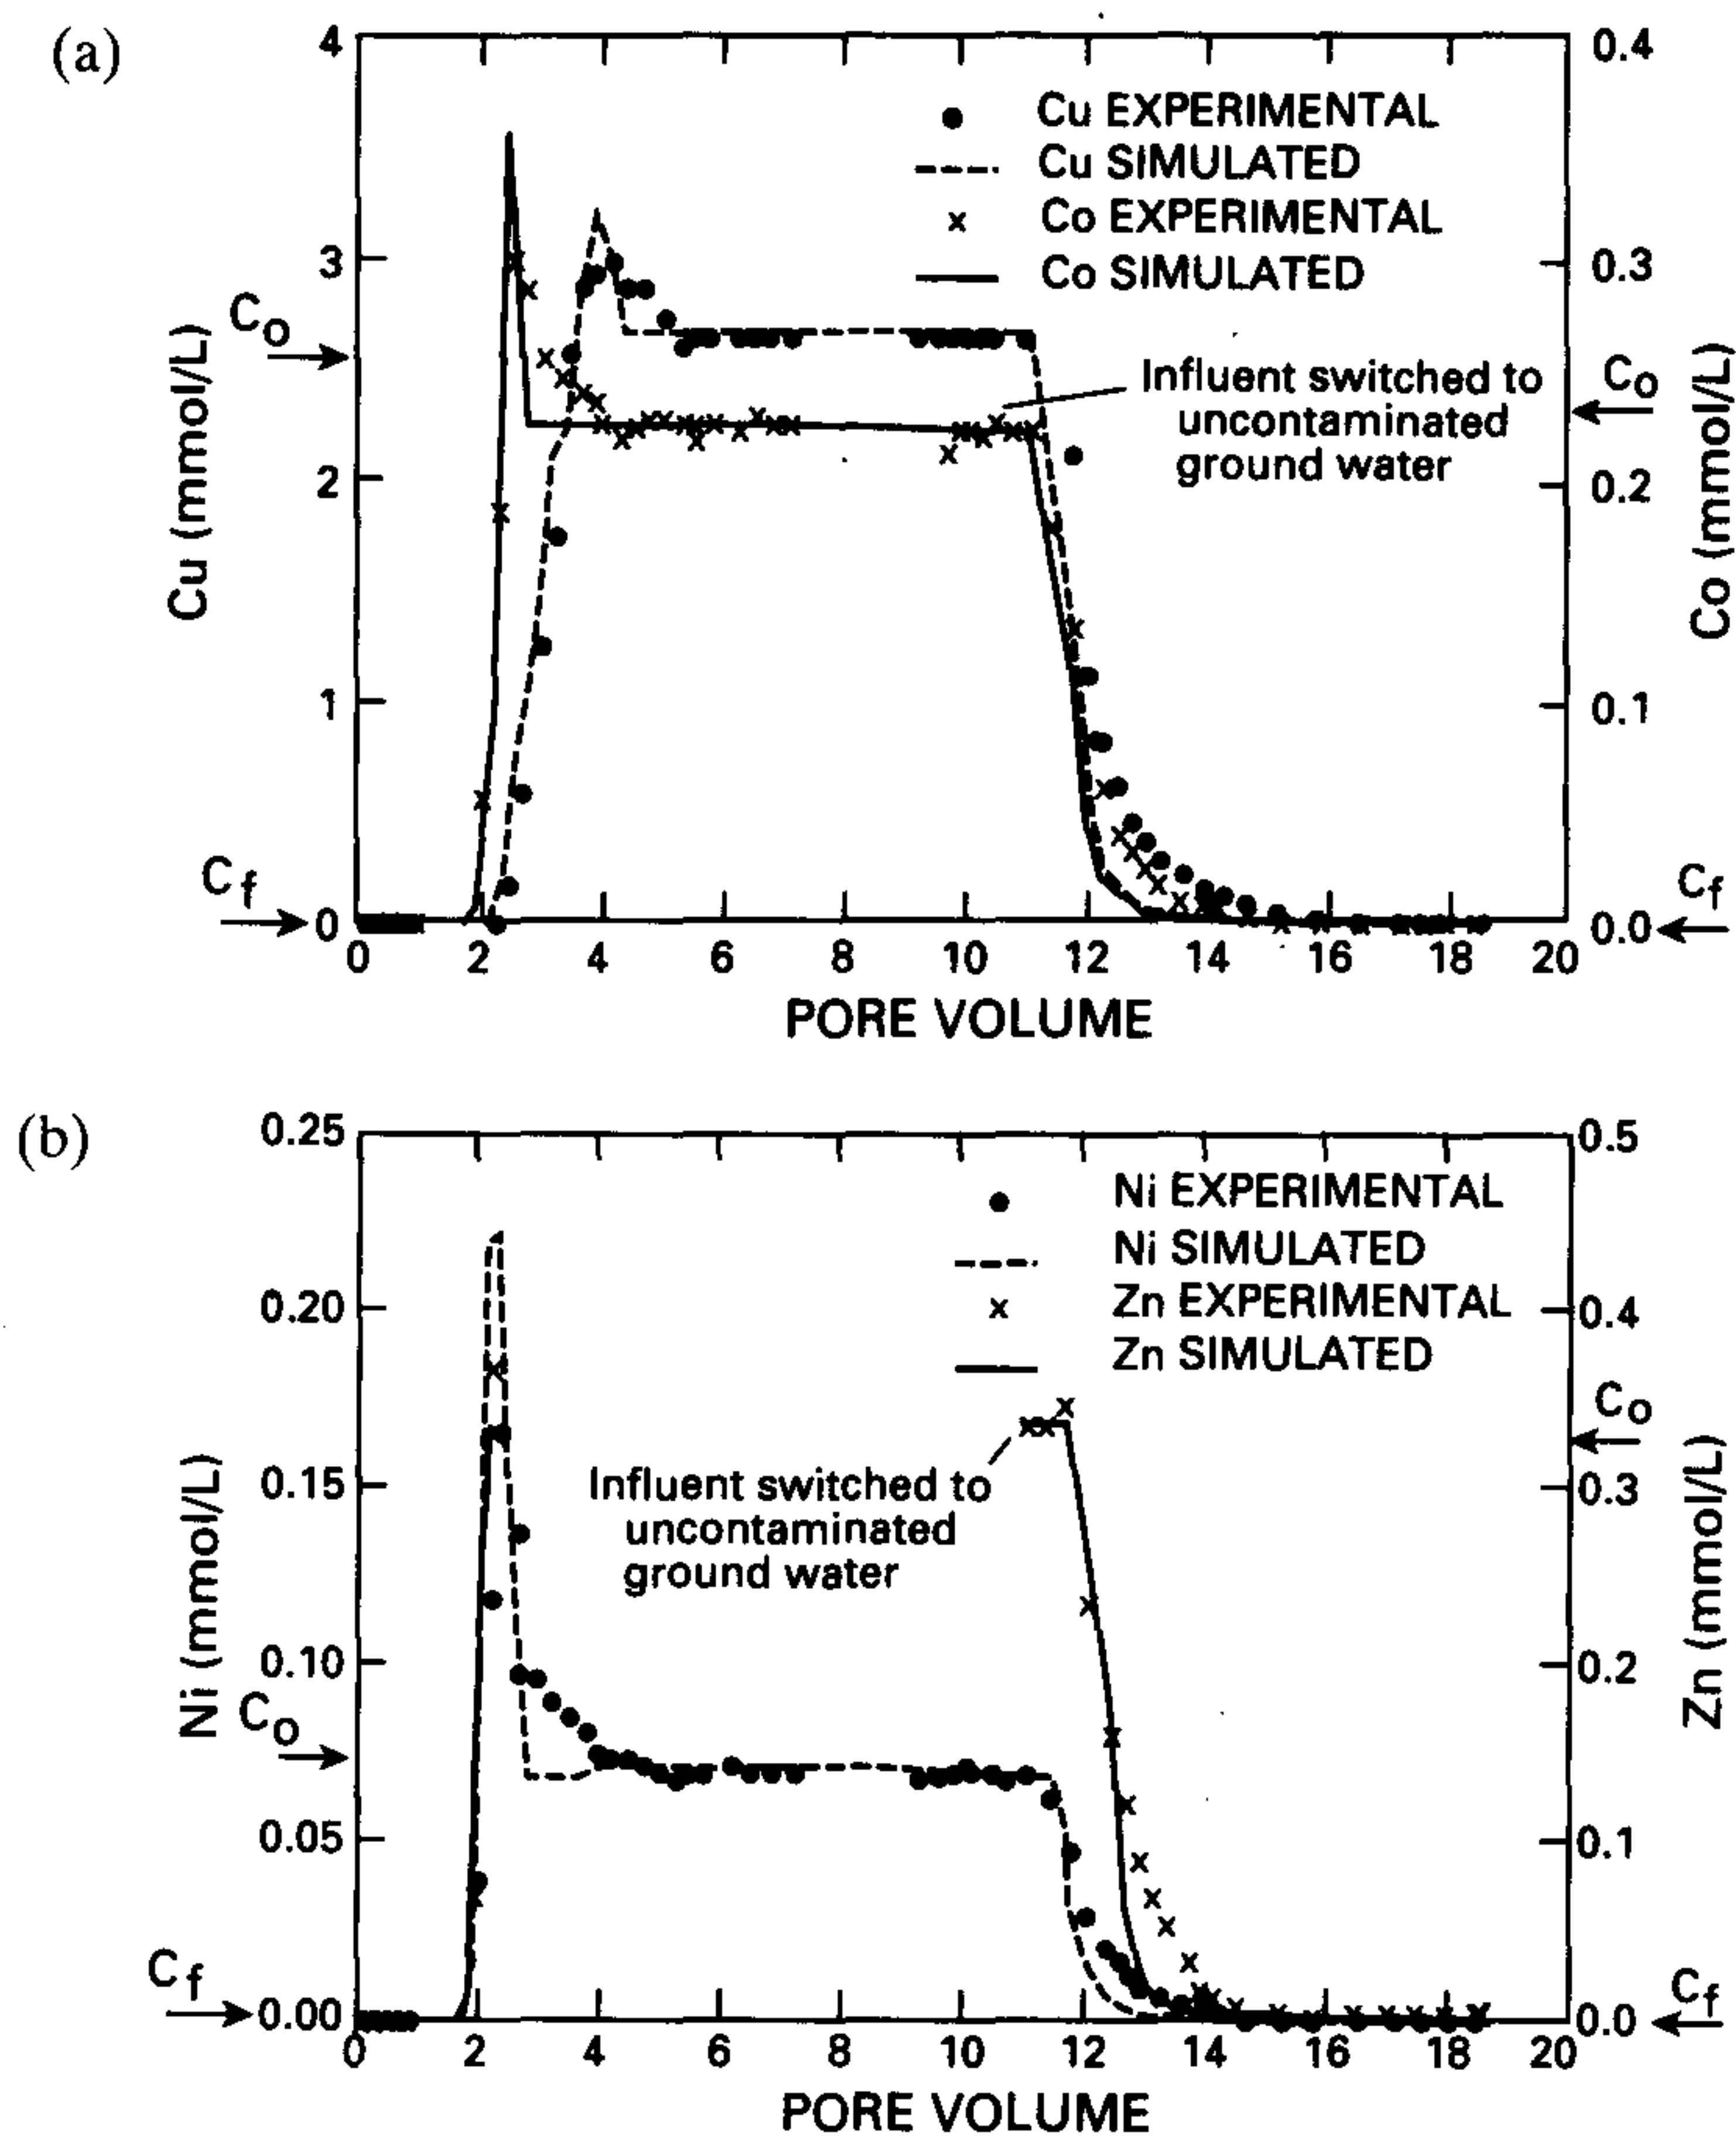 (a)
4
0.4
Cu EXPERIMENTAL
Cu SIMULATED
Co EXPERIMENTAL
Co SIMULATED
3
0.3
Co
Cu (mmol/L)
Influent switched to
uncontaminated
ground water
Co
Co (mmol/L)
2
0.2
1
0.1
Cf
0
Cf
0.0
0 2 4 6 8 10 12 14 16 18 20
PORE VOLUME
(b)
0.25
0.5
Ni EXPERIMENTAL
Ni SIMULATED
Zn EXPERIMENTAL
Zn SIMULATED
0.20
0.4
Co
Ni (mmol/L)
Influent switched to
uncontaminated
ground water
0.15
0.3
Zn (mmol/L)
0.10
0.2
Co
0.05
0.1
Cf
0.00
Cf
0.0
0 2 4 6 8 10 12 14 16 18 20
PORE VOLUME